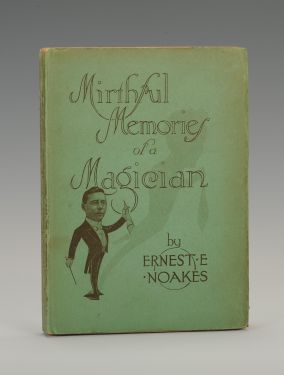 Mirthful
Memories
of a
Magician
by
ERNEST·E
·NOAKES